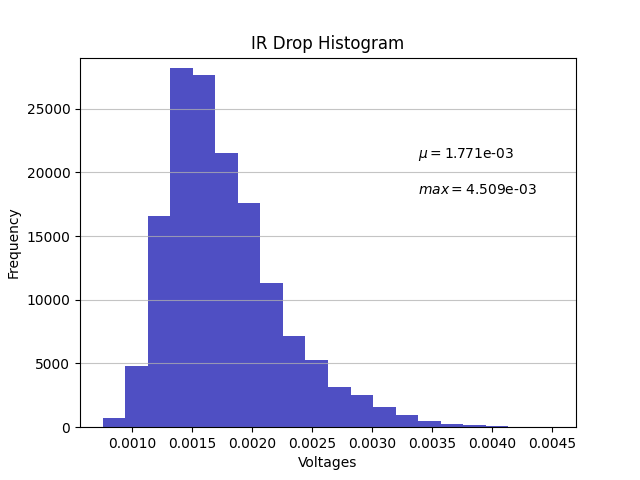 IR Drop Histogram
25000
20000
15000
10000
5000
0
μ = 1.771e-03
max = 4.509e-03
Frequency
0.0010 0.0015 0.0020 0.0025 0.0030 0.0035 0.0040 0.0045
Voltages